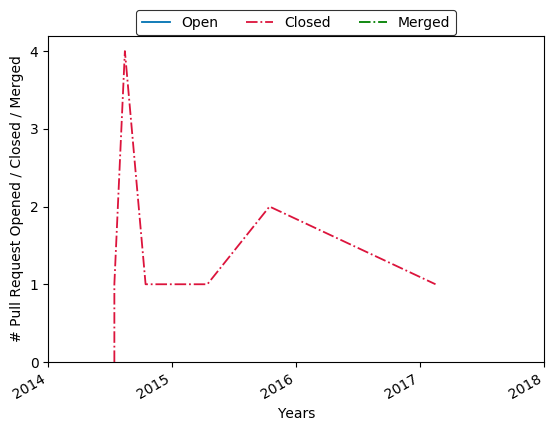 Open Closed Merged
# Pull Request Opened / Closed / Merged
4
3
2
1
0
2014 2015 2016 2017 2018
Years